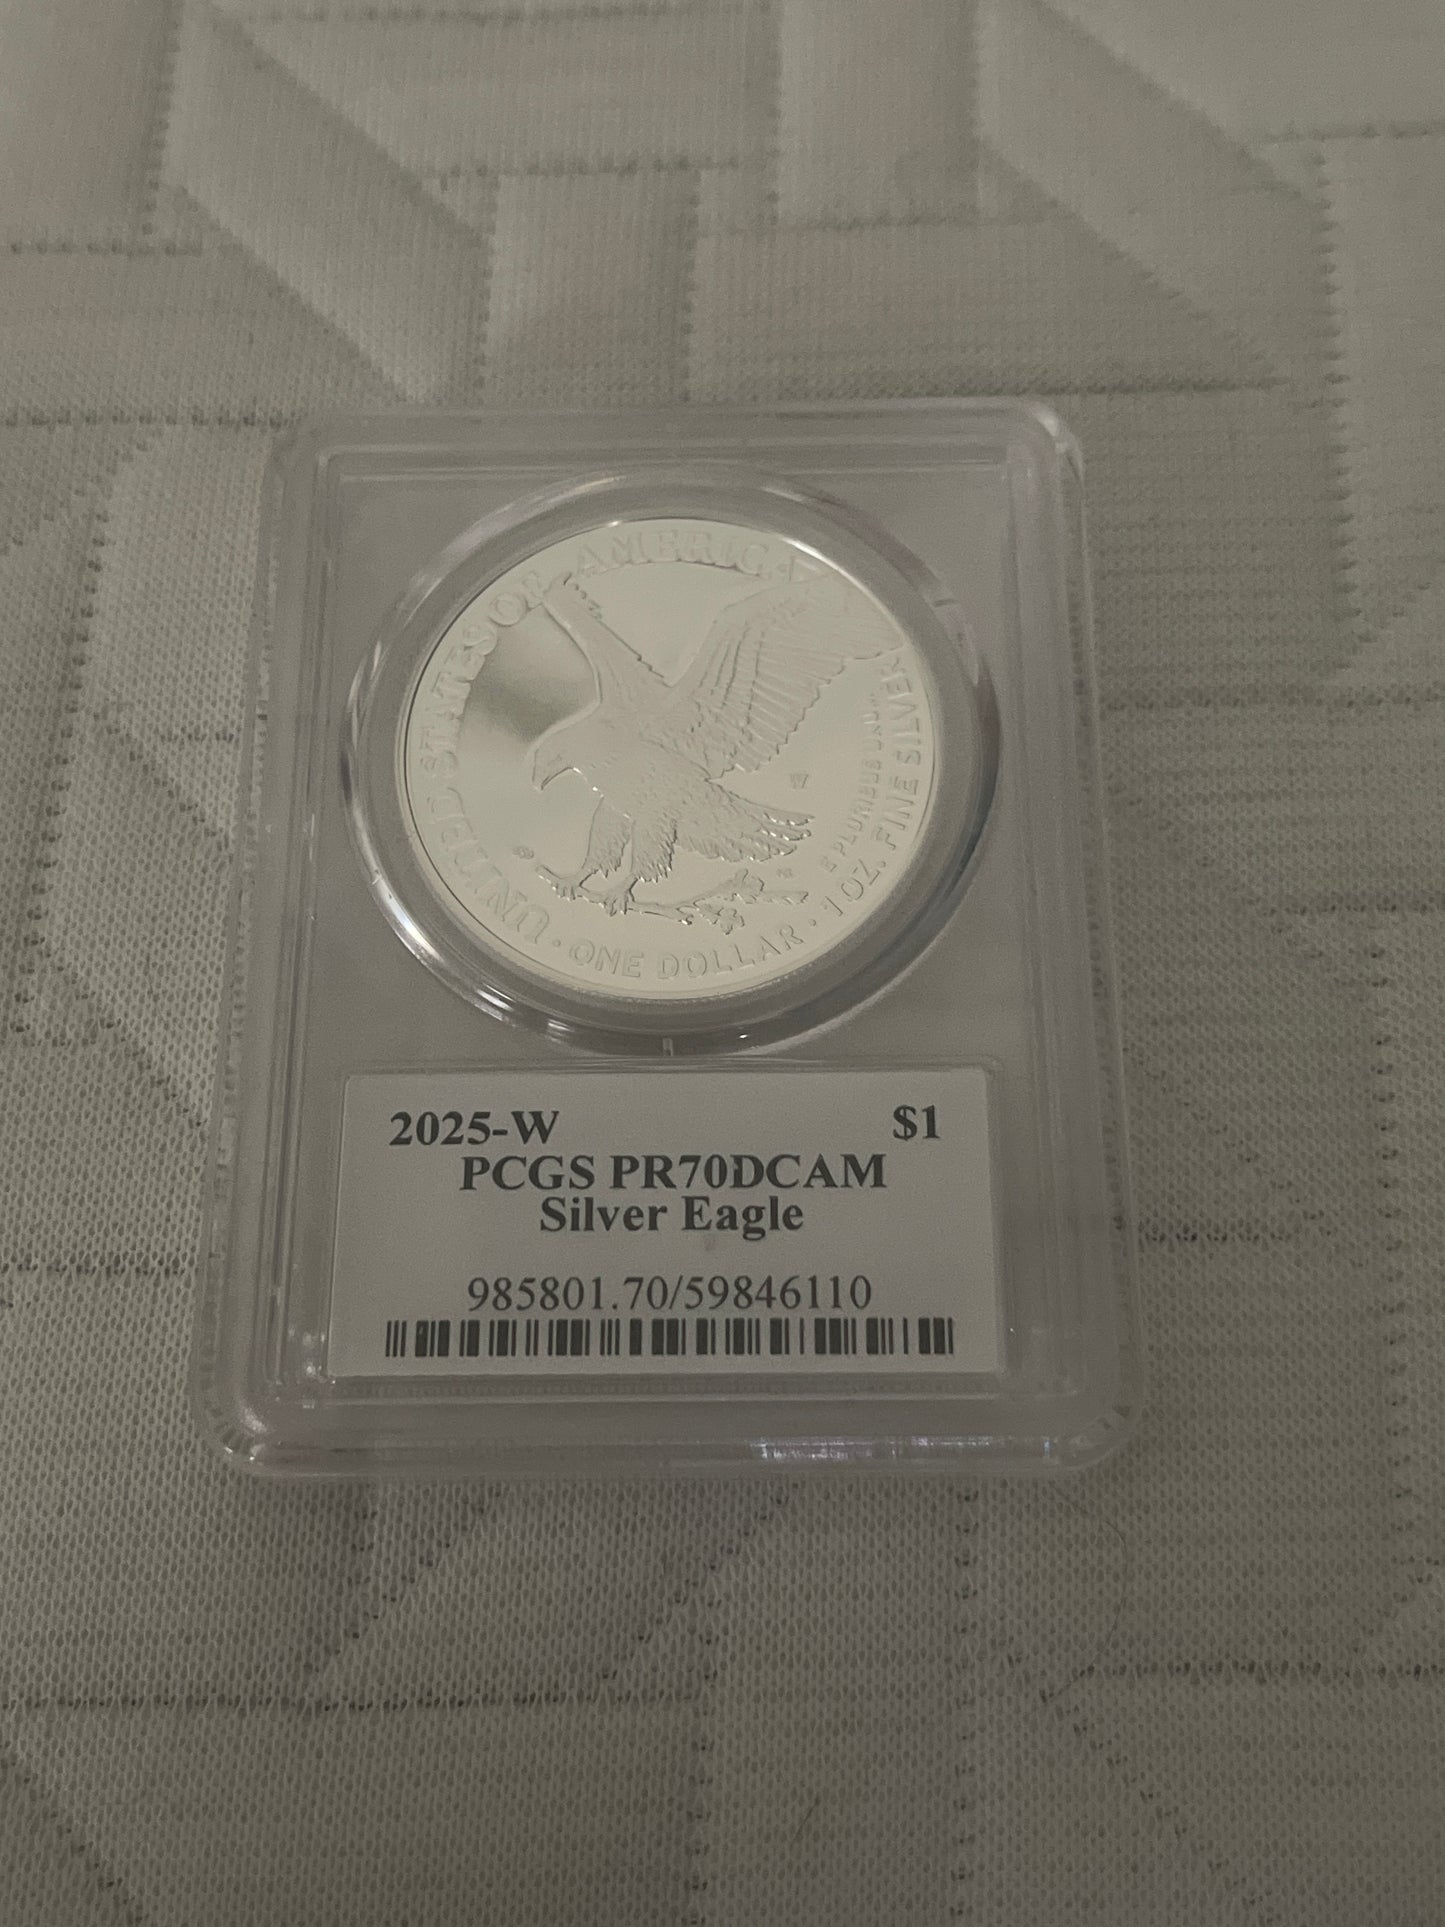 UNITED STATES OF AMERICA
W
E PLURIBUS UNUM
1 OZ. FINE SILVER
· ONE DOLLAR ·
2025-W $1
PCGS PR70DCAM
Silver Eagle
985801.70/59846110